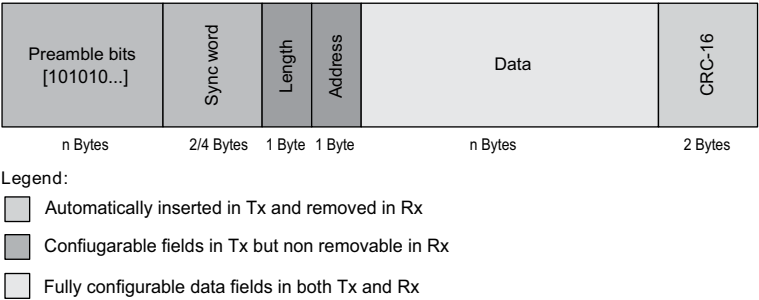 Preamble bits
[101010...]
Sync word
Length
Address
Data
CRC-16
n Bytes
2/4 Bytes
1 Byte
1 Byte
n Bytes
2 Bytes
Legend:
Automatically inserted in Tx and removed in Rx
Confiugarable fields in Tx but non removable in Rx
Fully configurable data fields in both Tx and Rx